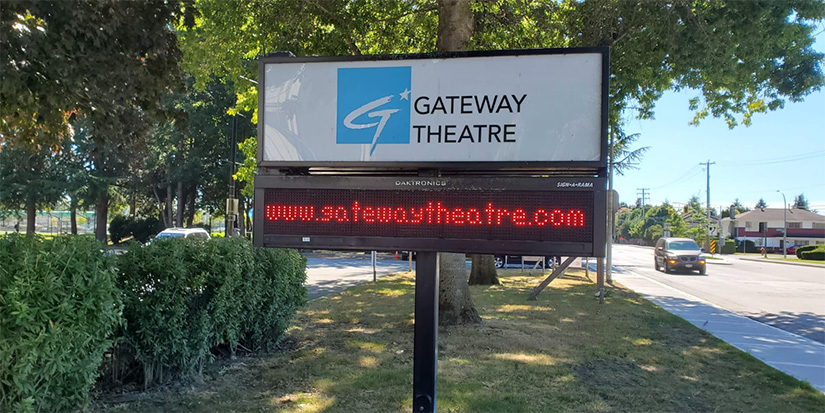 GATEWAY
THEATRE
DAKTRONICS
SIGN-A-RAMA
www.gatewaytheatre.com